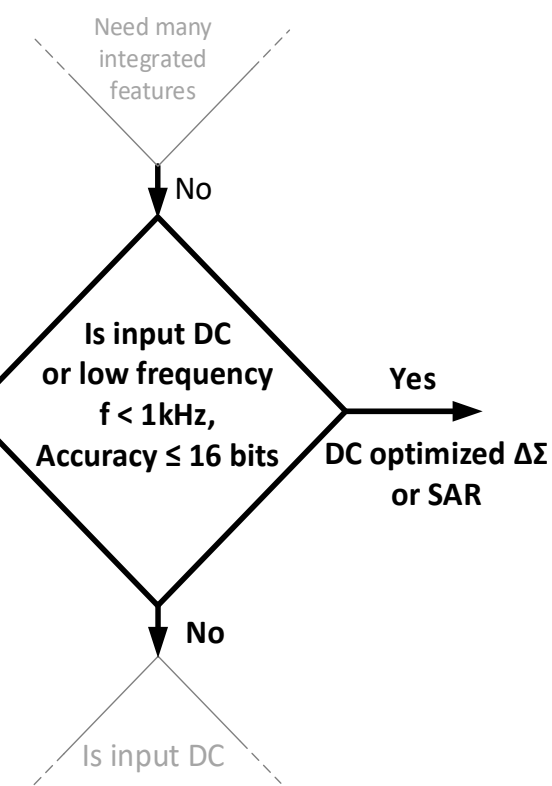 Need many
integrated
features
No
Is input DC
or low frequency
f < 1kHz,
Accuracy ≤ 16 bits
Yes
DC optimized ΔΣ
or SAR
No
Is input DC